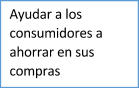 Ayudar a los
consumidores a
ahorrar en sus
compras